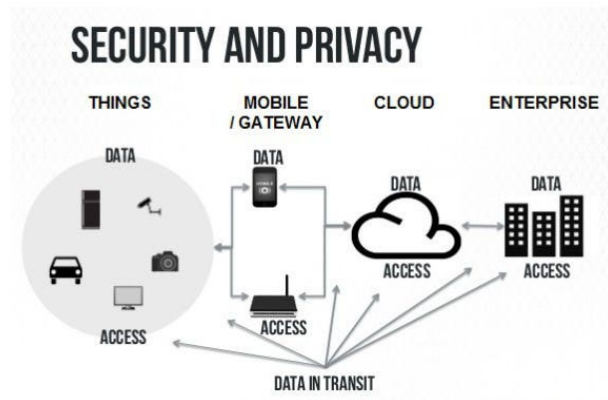 SECURITY AND PRIVACY
THINGS
MOBILE
/ GATEWAY
CLOUD
ENTERPRISE
DATA
DATA
DATA
DATA
MOBILE
ACCESS
ACCESS
ACCESS
ACCESS
DATA IN TRANSIT